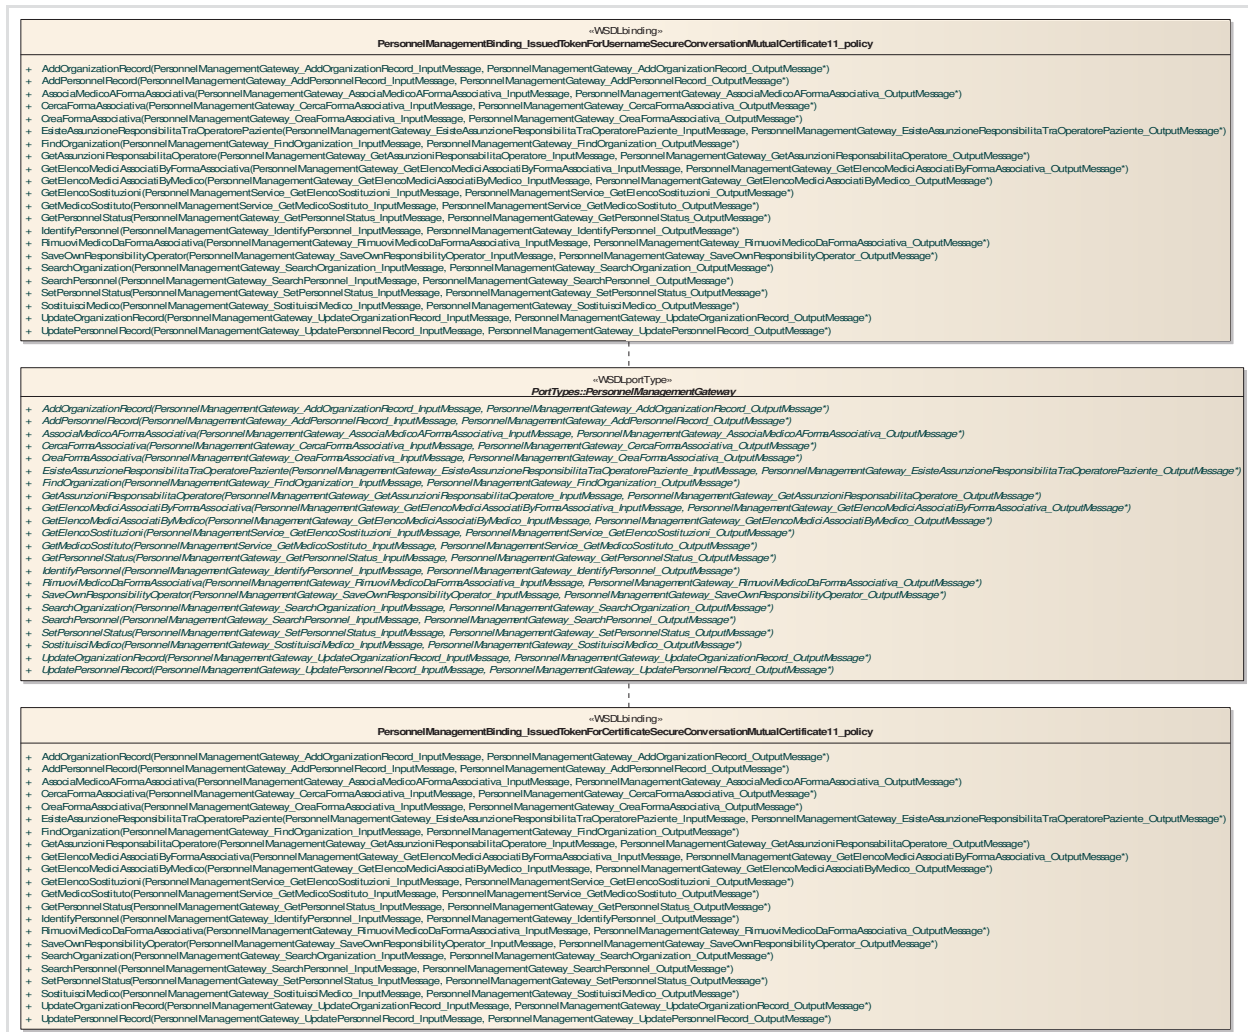 «WSDLbinding»
PersonnelManagementBinding_IssuedTokenForUsernameSecureConversationMutualCertificate11_policy
+ AddOrganizationRecord(PersonnelManagementGateway_AddOrganizationRecord_InputMessage, PersonnelManagementGateway_AddOrganizationRecord_OutputMessage*)
+ AddPersonnelRecord(PersonnelManagementGateway_AddPersonnelRecord_InputMessage, PersonnelManagementGateway_AddPersonnelRecord_OutputMessage*)
+ AssociaMedicoAFormaAssociativa(PersonnelManagementGateway_AssociaMedicoAFormaAssociativa_InputMessage, PersonnelManagementGateway_AssociaMedicoAFormaAssociativa_OutputMessage*)
+ CercaFormaAssociativa(PersonnelManagementGateway_CercaFormaAssociativa_InputMessage, PersonnelManagementGateway_CercaFormaAssociativa_OutputMessage*)
+ CreaFormaAssociativa(PersonnelManagementGateway_CreaFormaAssociativa_InputMessage, PersonnelManagementGateway_CreaFormaAssociativa_OutputMessage*)
+ EsisteAssunzioneResponsibilitaTraOperatorePaziente(PersonnelManagementGateway_EsisteAssunzioneResponsibilitaTraOperatorePaziente_InputMessage, PersonnelManagementGateway_EsisteAssunzioneResponsibilitaTraOperatorePaziente_OutputMessage*)
+ FindOrganization(PersonnelManagementGateway_FindOrganization_InputMessage, PersonnelManagementGateway_FindOrganization_OutputMessage*)
+ GetAssunzioniResponsabilitaOperatore(PersonnelManagementGateway_GetAssunzioniResponsabilitaOperatore_InputMessage, PersonnelManagementGateway_GetAssunzioniResponsabilitaOperatore_OutputMessage*)
+ GetElencoMediciAssociatiByFormaAssociativa(PersonnelManagementGateway_GetElencoMediciAssociatiByFormaAssociativa_InputMessage, PersonnelManagementGateway_GetElencoMediciAssociatiByFormaAssociativa_OutputMessage*)
+ GetElencoMediciAssociatiByMedico(PersonnelManagementGateway_GetElencoMediciAssociatiByMedico_InputMessage, PersonnelManagementGateway_GetElencoMediciAssociatiByMedico_OutputMessage*)
+ GetElencoSostituzioni(PersonnelManagementService_GetElencoSostituzioni_InputMessage, PersonnelManagementService_GetElencoSostituzioni_OutputMessage*)
+ GetMedicoSostituto(PersonnelManagementService_GetMedicoSostituto_InputMessage, PersonnelManagementService_GetMedicoSostituto_OutputMessage*)
+ GetPersonnelStatus(PersonnelManagementGateway_GetPersonnelStatus_InputMessage, PersonnelManagementGateway_GetPersonnelStatus_OutputMessage*)
+ IdentifyPersonnel(PersonnelManagementGateway_IdentifyPersonnel_InputMessage, PersonnelManagementGateway_IdentifyPersonnel_OutputMessage*)
+ RimuoviMedicoDaFormaAssociativa(PersonnelManagementGateway_RimuoviMedicoDaFormaAssociativa_InputMessage, PersonnelManagementGateway_RimuoviMedicoDaFormaAssociativa_OutputMessage*)
+ SaveOwnResponsibilityOperator(PersonnelManagementGateway_SaveOwnResponsibilityOperator_InputMessage, PersonnelManagementGateway_SaveOwnResponsibilityOperator_OutputMessage*)
+ SearchOrganization(PersonnelManagementGateway_SearchOrganization_InputMessage, PersonnelManagementGateway_SearchOrganization_OutputMessage*)
+ SearchPersonnel(PersonnelManagementGateway_SearchPersonnel_InputMessage, PersonnelManagementGateway_SearchPersonnel_OutputMessage*)
+ SetPersonnelStatus(PersonnelManagementGateway_SetPersonnelStatus_InputMessage, PersonnelManagementGateway_SetPersonnelStatus_OutputMessage*)
+ SostituisciMedico(PersonnelManagementGateway_SostituisciMedico_InputMessage, PersonnelManagementGateway_SostituisciMedico_OutputMessage*)
+ UpdateOrganizationRecord(PersonnelManagementGateway_UpdateOrganizationRecord_InputMessage, PersonnelManagementGateway_UpdateOrganizationRecord_OutputMessage*)
+ UpdatePersonnelRecord(PersonnelManagementGateway_UpdatePersonnelRecord_InputMessage, PersonnelManagementGateway_UpdatePersonnelRecord_OutputMessage*)
«WSDLportType»
PortTypes::PersonnelManagementGateway
+ AddOrganizationRecord(PersonnelManagementGateway_AddOrganizationRecord_InputMessage, PersonnelManagementGateway_AddOrganizationRecord_OutputMessage*)
+ AddPersonnelRecord(PersonnelManagementGateway_AddPersonnelRecord_InputMessage, PersonnelManagementGateway_AddPersonnelRecord_OutputMessage*)
+ AssociaMedicoAFormaAssociativa(PersonnelManagementGateway_AssociaMedicoAFormaAssociativa_InputMessage, PersonnelManagementGateway_AssociaMedicoAFormaAssociativa_OutputMessage*)
+ CercaFormaAssociativa(PersonnelManagementGateway_CercaFormaAssociativa_InputMessage, PersonnelManagementGateway_CercaFormaAssociativa_OutputMessage*)
+ CreaFormaAssociativa(PersonnelManagementGateway_CreaFormaAssociativa_InputMessage, PersonnelManagementGateway_CreaFormaAssociativa_OutputMessage*)
+ EsisteAssunzioneResponsibilitaTraOperatorePaziente(PersonnelManagementGateway_EsisteAssunzioneResponsibilitaTraOperatorePaziente_InputMessage, PersonnelManagementGateway_EsisteAssunzioneResponsibilitaTraOperatorePaziente_OutputMessage*)
+ FindOrganization(PersonnelManagementGateway_FindOrganization_InputMessage, PersonnelManagementGateway_FindOrganization_OutputMessage*)
+ GetAssunzioniResponsabilitaOperatore(PersonnelManagementGateway_GetAssunzioniResponsabilitaOperatore_InputMessage, PersonnelManagementGateway_GetAssunzioniResponsabilitaOperatore_OutputMessage*)
+ GetElencoMediciAssociatiByFormaAssociativa(PersonnelManagementGateway_GetElencoMediciAssociatiByFormaAssociativa_InputMessage, PersonnelManagementGateway_GetElencoMediciAssociatiByFormaAssociativa_OutputMessage*)
+ GetElencoMediciAssociatiByMedico(PersonnelManagementGateway_GetElencoMediciAssociatiByMedico_InputMessage, PersonnelManagementGateway_GetElencoMediciAssociatiByMedico_OutputMessage*)
+ GetElencoSostituzioni(PersonnelManagementService_GetElencoSostituzioni_InputMessage, PersonnelManagementService_GetElencoSostituzioni_OutputMessage*)
+ GetMedicoSostituto(PersonnelManagementService_GetMedicoSostituto_InputMessage, PersonnelManagementService_GetMedicoSostituto_OutputMessage*)
+ GetPersonnelStatus(PersonnelManagementGateway_GetPersonnelStatus_InputMessage, PersonnelManagementGateway_GetPersonnelStatus_OutputMessage*)
+ IdentifyPersonnel(PersonnelManagementGateway_IdentifyPersonnel_InputMessage, PersonnelManagementGateway_IdentifyPersonnel_OutputMessage*)
+ RimuoviMedicoDaFormaAssociativa(PersonnelManagementGateway_RimuoviMedicoDaFormaAssociativa_InputMessage, PersonnelManagementGateway_RimuoviMedicoDaFormaAssociativa_OutputMessage*)
+ SaveOwnResponsibilityOperator(PersonnelManagementGateway_SaveOwnResponsibilityOperator_InputMessage, PersonnelManagementGateway_SaveOwnResponsibilityOperator_OutputMessage*)
+ SearchOrganization(PersonnelManagementGateway_SearchOrganization_InputMessage, PersonnelManagementGateway_SearchOrganization_OutputMessage*)
+ SearchPersonnel(PersonnelManagementGateway_SearchPersonnel_InputMessage, PersonnelManagementGateway_SearchPersonnel_OutputMessage*)
+ SetPersonnelStatus(PersonnelManagementGateway_SetPersonnelStatus_InputMessage, PersonnelManagementGateway_SetPersonnelStatus_OutputMessage*)
+ SostituisciMedico(PersonnelManagementGateway_SostituisciMedico_InputMessage, PersonnelManagementGateway_SostituisciMedico_OutputMessage*)
+ UpdateOrganizationRecord(PersonnelManagementGateway_UpdateOrganizationRecord_InputMessage, PersonnelManagementGateway_UpdateOrganizationRecord_OutputMessage*)
+ UpdatePersonnelRecord(PersonnelManagementGateway_UpdatePersonnelRecord_InputMessage, PersonnelManagementGateway_UpdatePersonnelRecord_OutputMessage*)
«WSDLbinding»
PersonnelManagementBinding_IssuedTokenForCertificateSecureConversationMutualCertificate11_policy
+ AddOrganizationRecord(PersonnelManagementGateway_AddOrganizationRecord_InputMessage, PersonnelManagementGateway_AddOrganizationRecord_OutputMessage*)
+ AddPersonnelRecord(PersonnelManagementGateway_AddPersonnelRecord_InputMessage, PersonnelManagementGateway_AddPersonnelRecord_OutputMessage*)
+ AssociaMedicoAFormaAssociativa(PersonnelManagementGateway_AssociaMedicoAFormaAssociativa_InputMessage, PersonnelManagementGateway_AssociaMedicoAFormaAssociativa_OutputMessage*)
+ CercaFormaAssociativa(PersonnelManagementGateway_CercaFormaAssociativa_InputMessage, PersonnelManagementGateway_CercaFormaAssociativa_OutputMessage*)
+ CreaFormaAssociativa(PersonnelManagementGateway_CreaFormaAssociativa_InputMessage, PersonnelManagementGateway_CreaFormaAssociativa_OutputMessage*)
+ EsisteAssunzioneResponsibilitaTraOperatorePaziente(PersonnelManagementGateway_EsisteAssunzioneResponsibilitaTraOperatorePaziente_InputMessage, PersonnelManagementGateway_EsisteAssunzioneResponsibilitaTraOperatorePaziente_OutputMessage*)
+ FindOrganization(PersonnelManagementGateway_FindOrganization_InputMessage, PersonnelManagementGateway_FindOrganization_OutputMessage*)
+ GetAssunzioniResponsabilitaOperatore(PersonnelManagementGateway_GetAssunzioniResponsabilitaOperatore_InputMessage, PersonnelManagementGateway_GetAssunzioniResponsabilitaOperatore_OutputMessage*)
+ GetElencoMediciAssociatiByFormaAssociativa(PersonnelManagementGateway_GetElencoMediciAssociatiByFormaAssociativa_InputMessage, PersonnelManagementGateway_GetElencoMediciAssociatiByFormaAssociativa_OutputMessage*)
+ GetElencoMediciAssociatiByMedico(PersonnelManagementGateway_GetElencoMediciAssociatiByMedico_InputMessage, PersonnelManagementGateway_GetElencoMediciAssociatiByMedico_OutputMessage*)
+ GetElencoSostituzioni(PersonnelManagementService_GetElencoSostituzioni_InputMessage, PersonnelManagementService_GetElencoSostituzioni_OutputMessage*)
+ GetMedicoSostituto(PersonnelManagementService_GetMedicoSostituto_InputMessage, PersonnelManagementService_GetMedicoSostituto_OutputMessage*)
+ GetPersonnelStatus(PersonnelManagementGateway_GetPersonnelStatus_InputMessage, PersonnelManagementGateway_GetPersonnelStatus_OutputMessage*)
+ IdentifyPersonnel(PersonnelManagementGateway_IdentifyPersonnel_InputMessage, PersonnelManagementGateway_IdentifyPersonnel_OutputMessage*)
+ RimuoviMedicoDaFormaAssociativa(PersonnelManagementGateway_RimuoviMedicoDaFormaAssociativa_InputMessage, PersonnelManagementGateway_RimuoviMedicoDaFormaAssociativa_OutputMessage*)
+ SaveOwnResponsibilityOperator(PersonnelManagementGateway_SaveOwnResponsibilityOperator_InputMessage, PersonnelManagementGateway_SaveOwnResponsibilityOperator_OutputMessage*)
+ SearchOrganization(PersonnelManagementGateway_SearchOrganization_InputMessage, PersonnelManagementGateway_SearchOrganization_OutputMessage*)
+ SearchPersonnel(PersonnelManagementGateway_SearchPersonnel_InputMessage, PersonnelManagementGateway_SearchPersonnel_OutputMessage*)
+ SetPersonnelStatus(PersonnelManagementGateway_SetPersonnelStatus_InputMessage, PersonnelManagementGateway_SetPersonnelStatus_OutputMessage*)
+ SostituisciMedico(PersonnelManagementGateway_SostituisciMedico_InputMessage, PersonnelManagementGateway_SostituisciMedico_OutputMessage*)
+ UpdateOrganizationRecord(PersonnelManagementGateway_UpdateOrganizationRecord_InputMessage, PersonnelManagementGateway_UpdateOrganizationRecord_OutputMessage*)
+ UpdatePersonnelRecord(PersonnelManagementGateway_UpdatePersonnelRecord_InputMessage, PersonnelManagementGateway_UpdatePersonnelRecord_OutputMessage*)